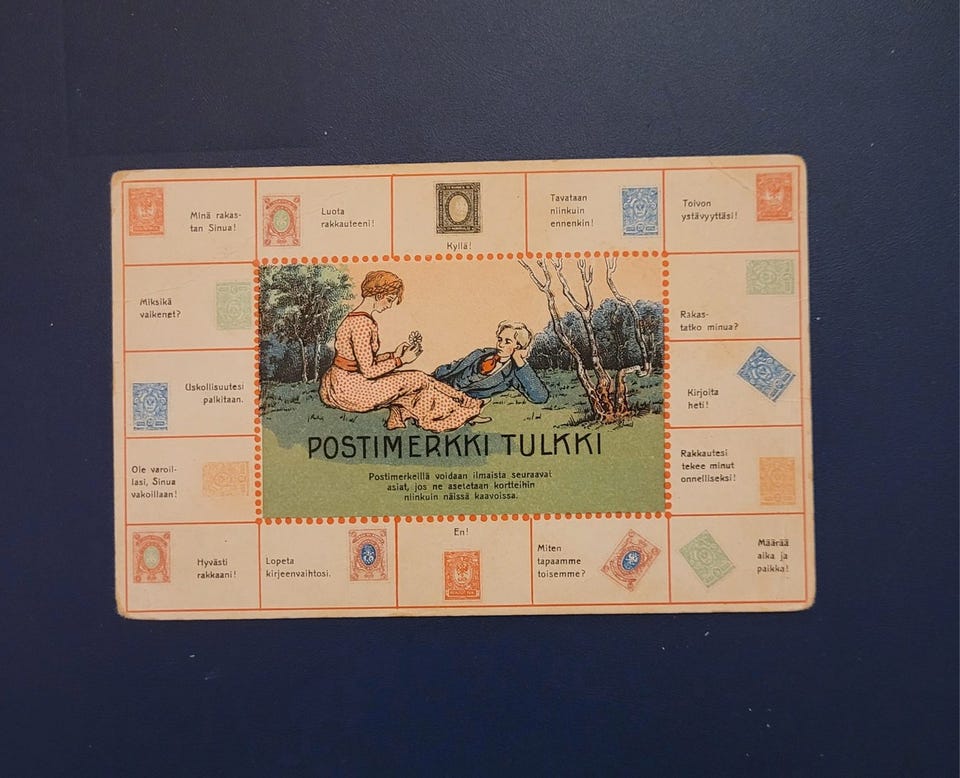 Minä rakas-
tan Sinua!
Luota
rakkauteeni!
Kyllä!
Tavataan
niinkuin
ennenkin!
Toivon
ystävyyttäsi!
Miksikä
vaikenet?
Rakas-
tatko minua?
Uskollisuutesi
palkitaan.
Kirjoita
heti!
Ole varoil-
lasi, Sinua
vakoillaan!
Rakkautesi
tekee minut
onnelliseksi!
POSTIMERKKI TULKKI
Postimerkeillä voidaan ilmaista seuraavat
asiat, jos ne asetetaan kortteihin
niinkuin näissä kaavoissa.
Hyvästi
rakkaani!
Lopeta
kirjeenvaihtosi.
En!
Miten
tapaamme
toisemme?
Määrää
aika ja
paikka!